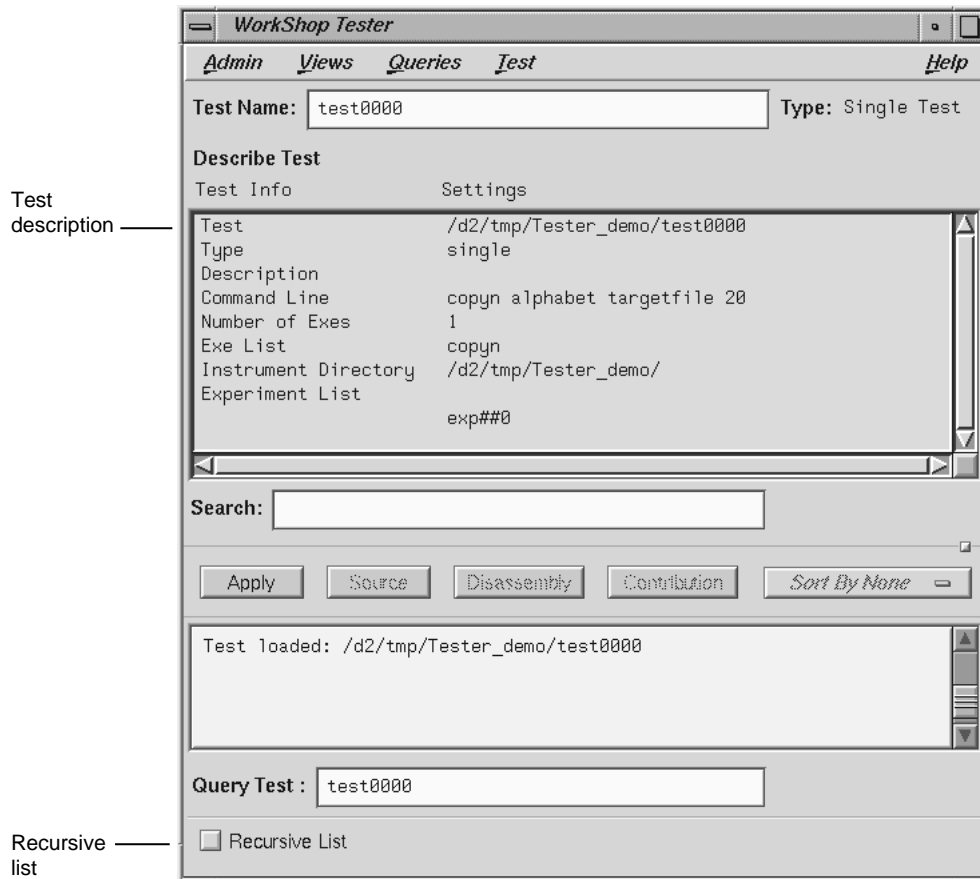 WorkShop Tester
Admin Views Queries Test Help
Test Name: test0000 Type: Single Test
Describe Test
Test Info Settings
Test description
Test /d2/tmp/Tester_demo/test0000
Type single
Description
Command Line copyn alphabet targetfile 20
Number of Exes 1
Exe List copyn
Instrument Directory /d2/tmp/Tester_demo/
Experiment List
exp##0
Search:
Apply Source Disassembly Contribution Sort By None
Test loaded: /d2/tmp/Tester_demo/test0000
Query Test : test0000
Recursive list
Recursive List